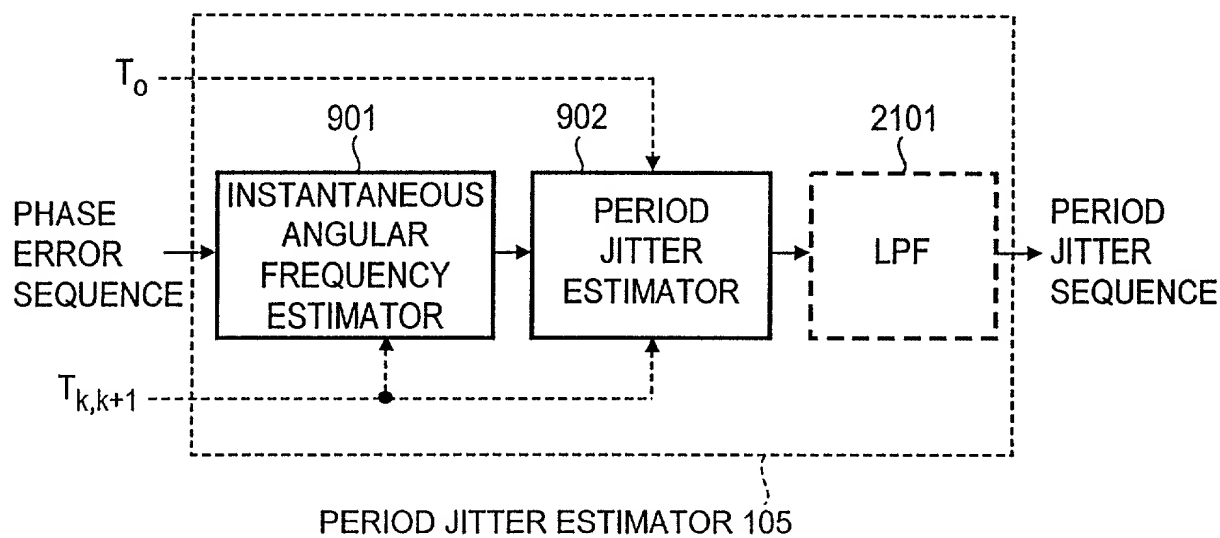 T0
901
902
2101
PHASE
ERROR
SEQUENCE
INSTANTANEOUS
ANGULAR
FREQUENCY
ESTIMATOR
PERIOD
JITTER
ESTIMATOR
LPF
PERIOD
JITTER
SEQUENCE
Tk,k+1
PERIOD JITTER ESTIMATOR 105